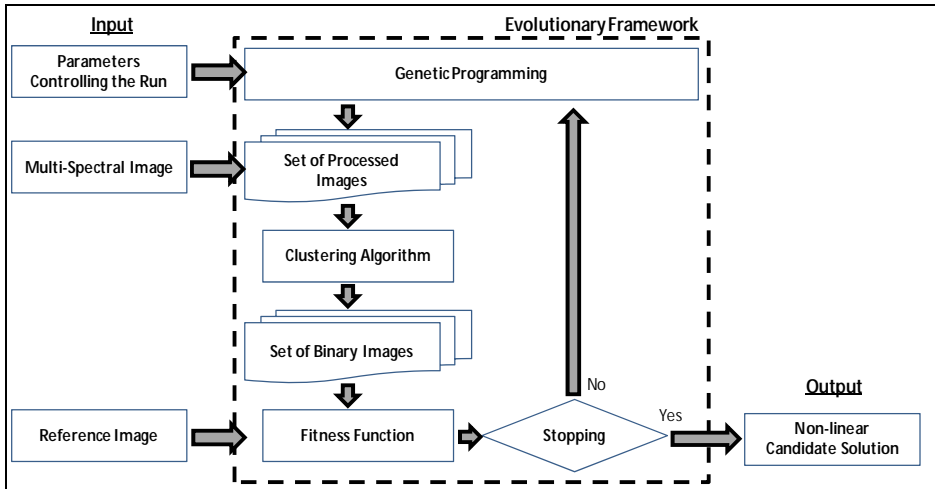 Input
Evolutionary Framework
Parameters
Controlling the Run
Genetic Programming
Multi-Spectral Image
Set of Processed
Images
Clustering Algorithm
Set of Binary Images
No
Output
Reference Image
Fitness Function
Stopping
Yes
Non-linear
Candidate Solution